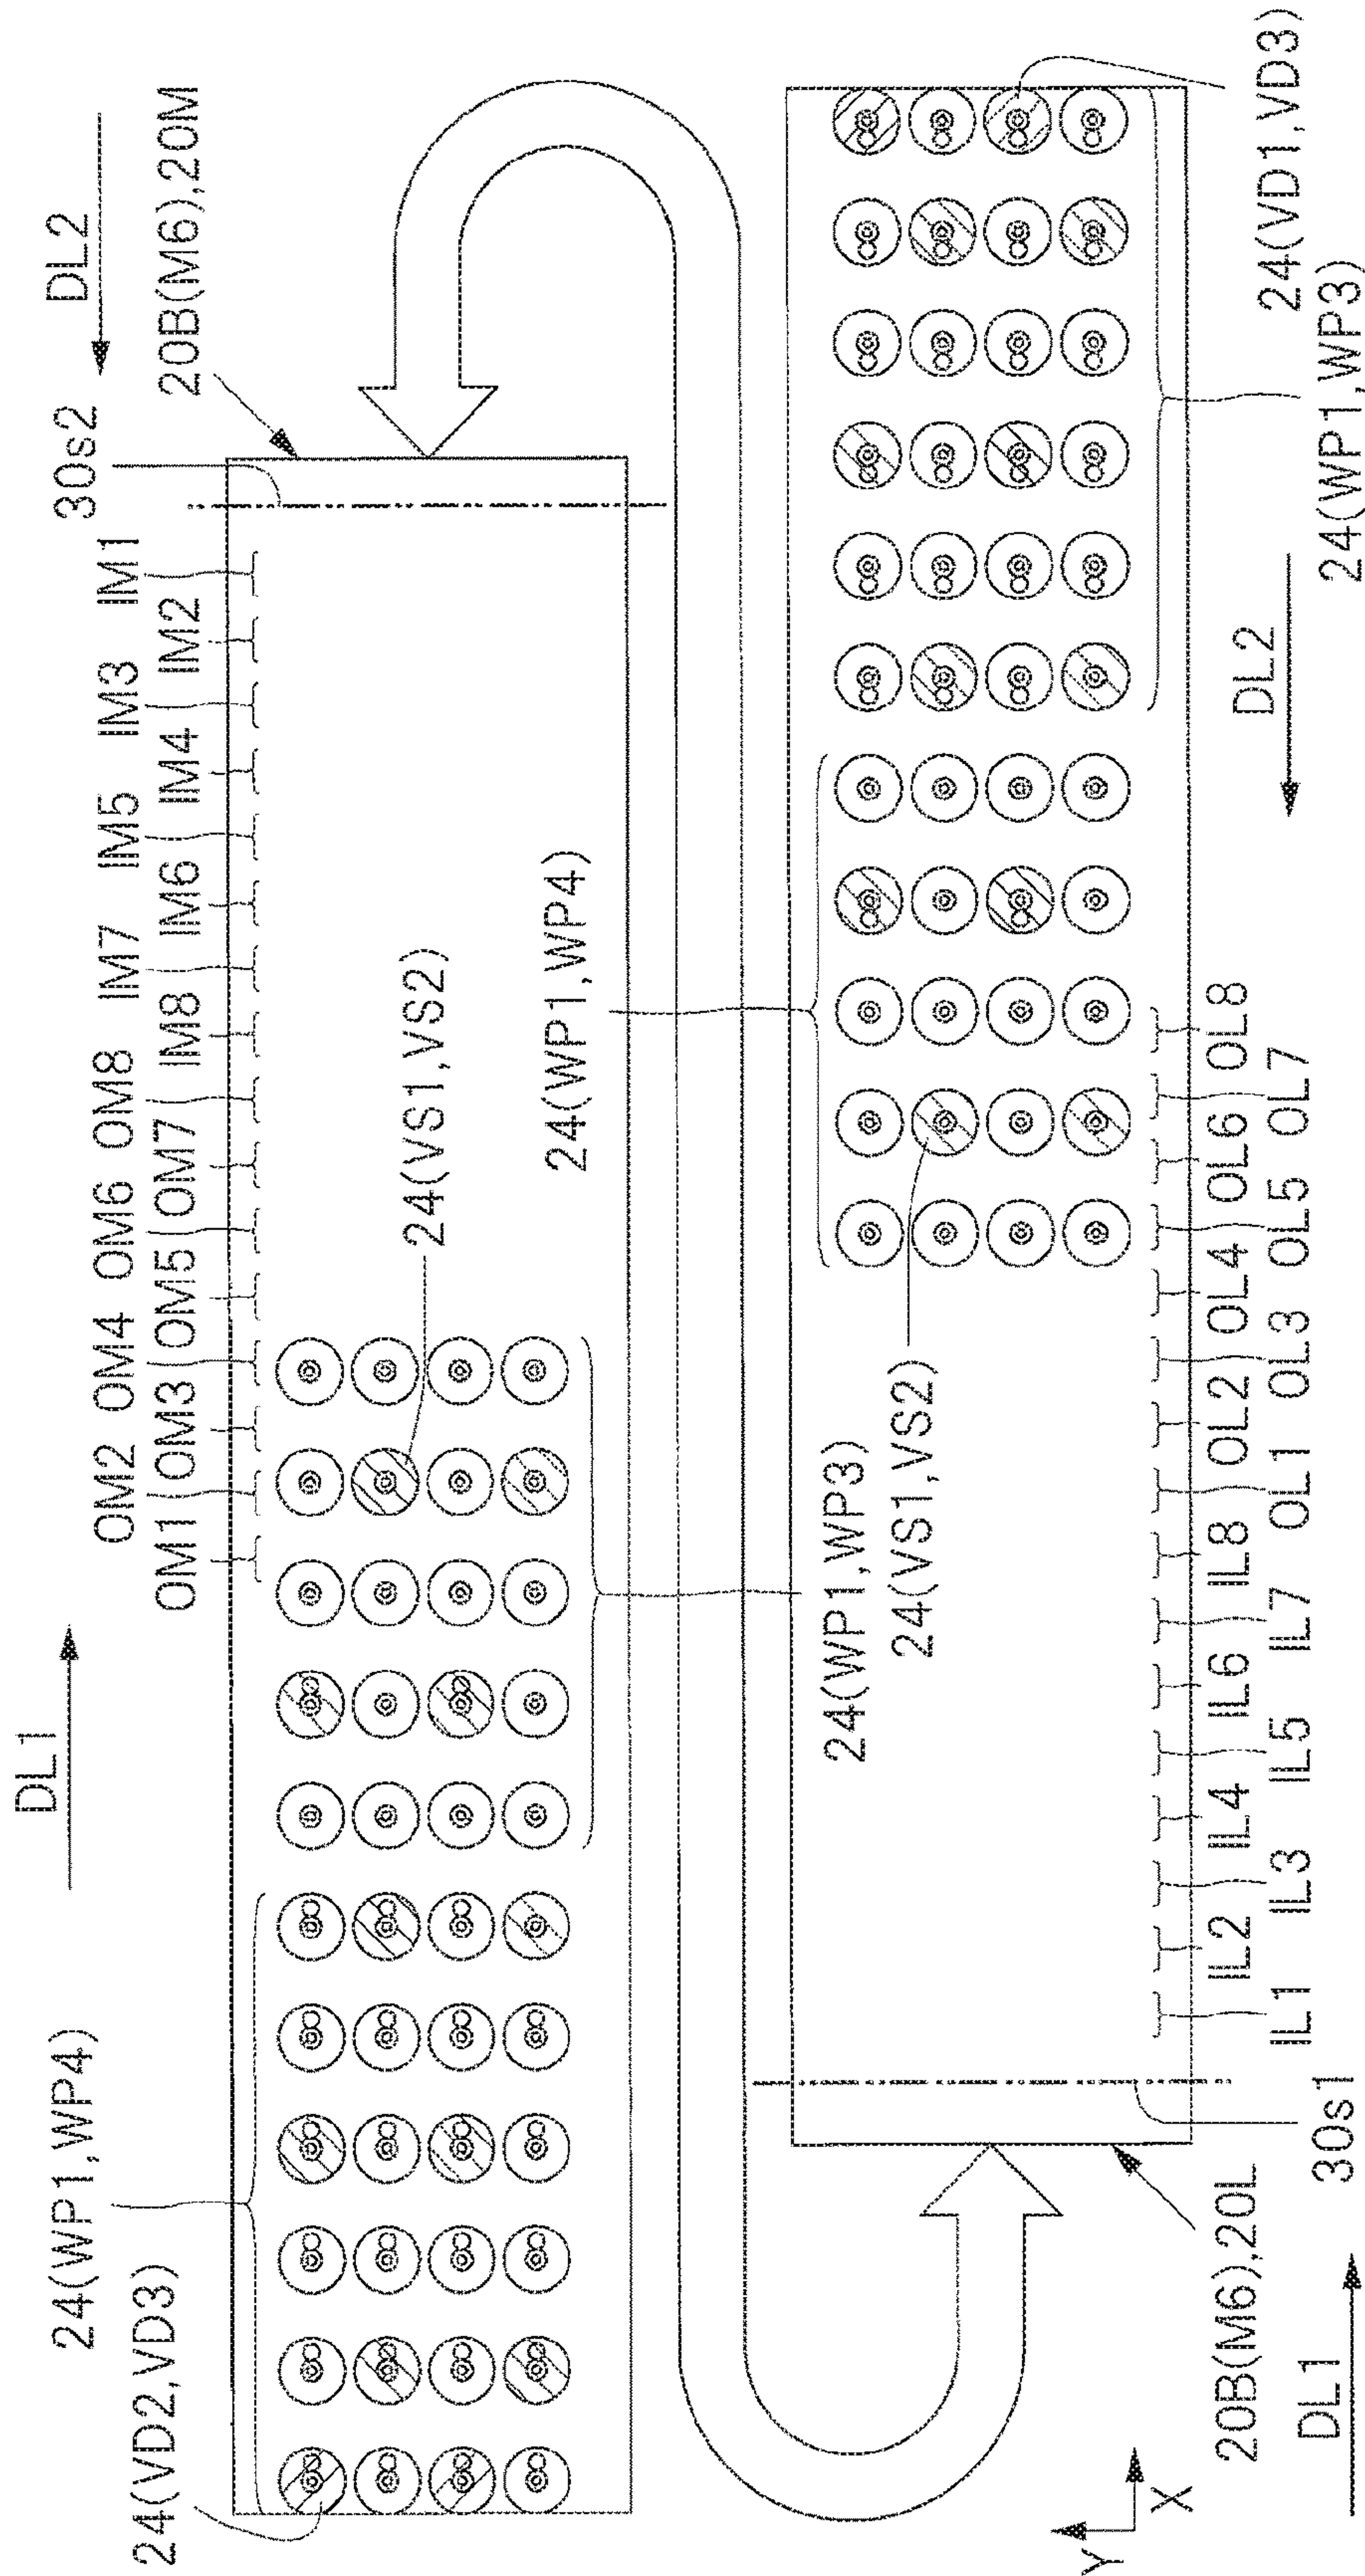 DL1
DL2
24(WP1,WP4)
24(VD2,VD3)
OM2 OM4 OM6 OM8 IM7 IM5 IM3 IM1
OM1 OM3 OM5 OM7 IM8 IM6 IM4 IM2
30s2
20B(M6),20M
24(VS1,VS2)
24(WP1,WP4)
24(WP1,WP3)
24(VS1,VS2)
IL2 IL4 IL6 IL8 OL2 OL4 OL6 OL8
IL1 IL3 IL5 IL7 OL1 OL3 OL5 OL7
DL2
24(VD1,VD3)
24(WP1,WP3)
30s1
20B(M6),20L
DL1
Y
X